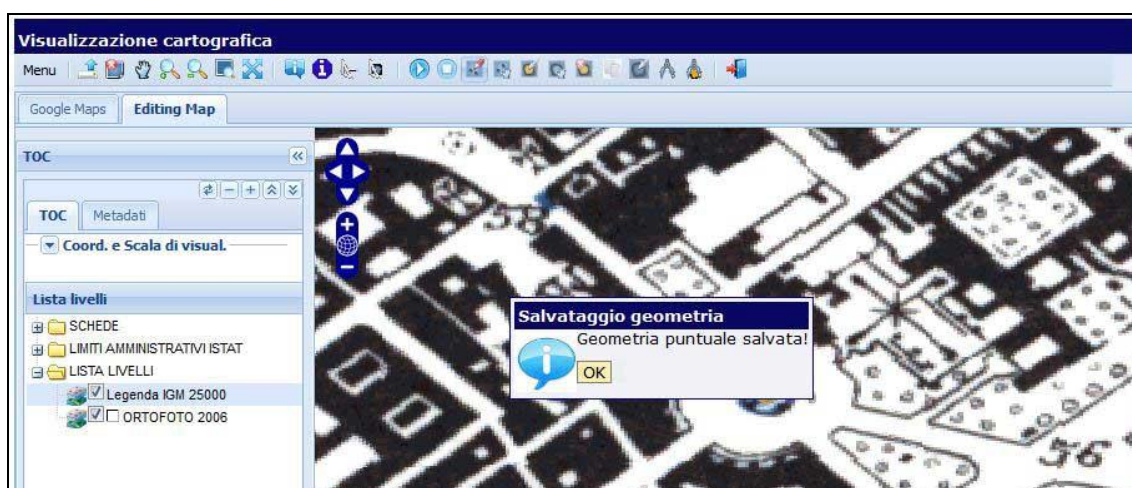 Visualizzazione cartografica
Menu
Google Maps
Editing Map
TOC
TOC
Metadati
Coord. e Scala di visual.
Lista livelli
SCHEDE
LIMITI AMMINISTRATIVI ISTAT
LISTA LIVELLI
Legenda IGM 25000
ORTOFOTO 2006
58
Salvataggio geometria
Geometria puntuale salvata!
OK
56